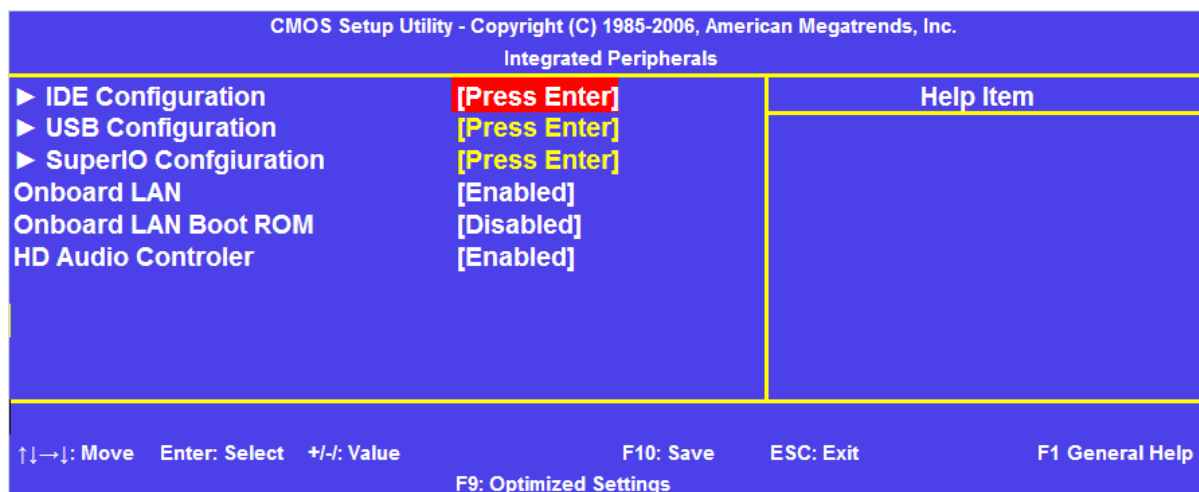 CMOS Setup Utility - Copyright (C) 1985-2006, American Megatrends, Inc.
Integrated Peripherals
► IDE Configuration [Press Enter] Help Item
► USB Configuration [Press Enter]
► SuperIO Confgiuration [Press Enter]
Onboard LAN [Enabled]
Onboard LAN Boot ROM [Disabled]
HD Audio Controler [Enabled]
↑↓→↓: Move Enter: Select +/-/: Value F10: Save ESC: Exit F1 General Help
F9: Optimized Settings